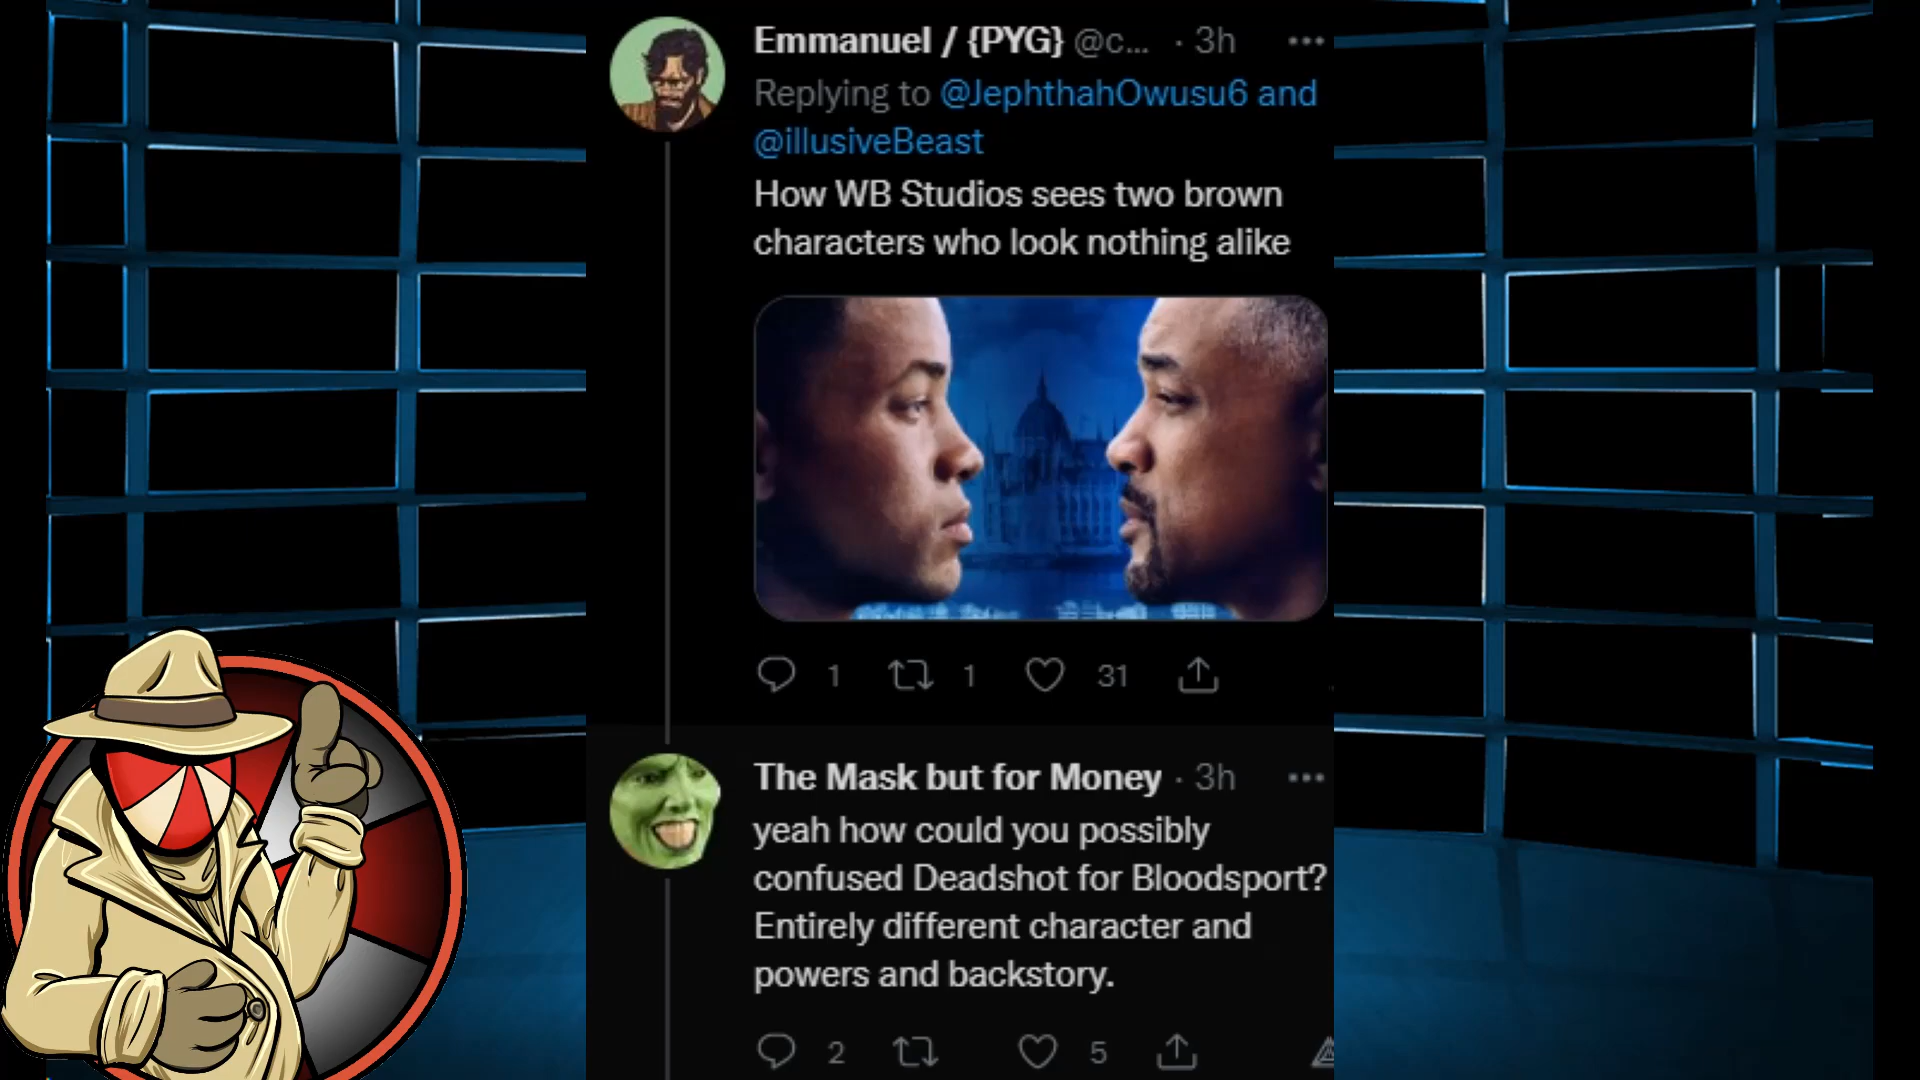 Emmanuel / {PYG} @c... · 3h
Replying to @JephthahOwusu6 and
@illusiveBeast
How WB Studios sees two brown
characters who look nothing alike
1 1 31
The Mask but for Money · 3h
yeah how could you possibly
confused Deadshot for Bloodsport?
Entirely different character and
powers and backstory.
2 5